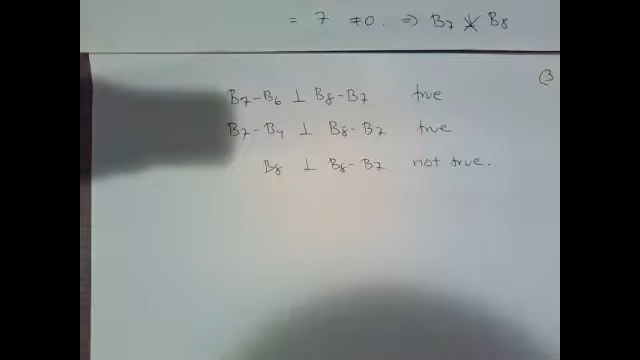 = 7 ≠0. ⇒ B7 ⊥̸ B8
(3
B7-B6 ⊥ B8-B7 true
B7-B4 ⊥ B8-B7 true
B8 ⊥ B8-B7 not true.